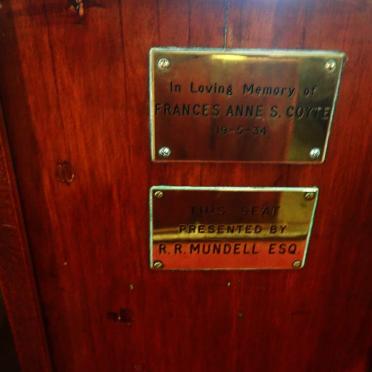 In Loving Memory of
FRANCES ANNE S. COYTE
19-5-34
THIS SEAT
PRESENTED BY
R.R. MUNDELL ESQ.